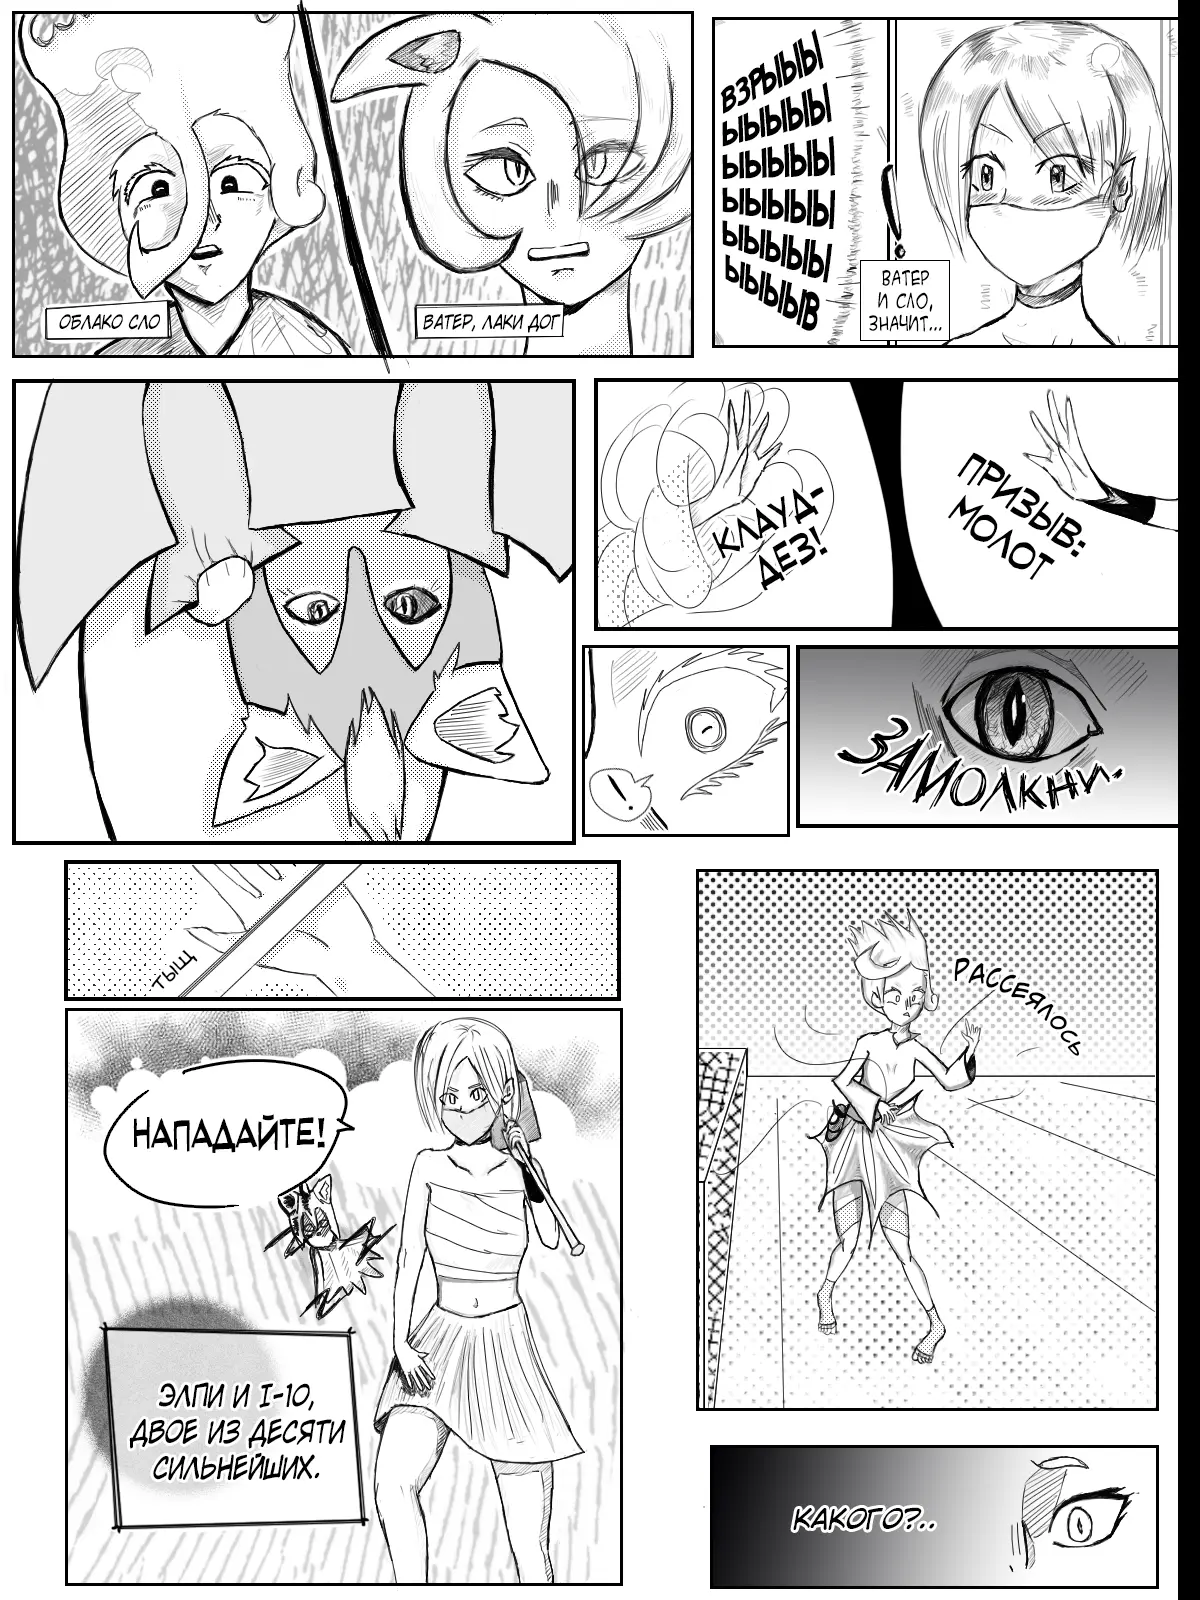 ОБЛАКО СЛО
ВАТЕР, ЛАКИ ДОГ
ВЗРЫЫЫ
ЫЫЫЫЫ
ЫЫЫЫЫ
ЫЫЫЫЫ
ЫЫЫЫЫ
ЫЫЫЫВ
!
ВАТЕР
И СЛО,
ЗНАЧИТ...
КЛАУД-
ДЕЗ!
ПРИЗЫВ:
МОЛОТ
!
ЗАМОЛКНИ.
ТЫЩ
РАССЕЯЛОСЬ
НАПАДАЙТЕ!
ЭЛПИ И I-10,
ДВОЕ ИЗ ДЕСЯТИ
СИЛЬНЕЙШИХ.
КАКОГО?..